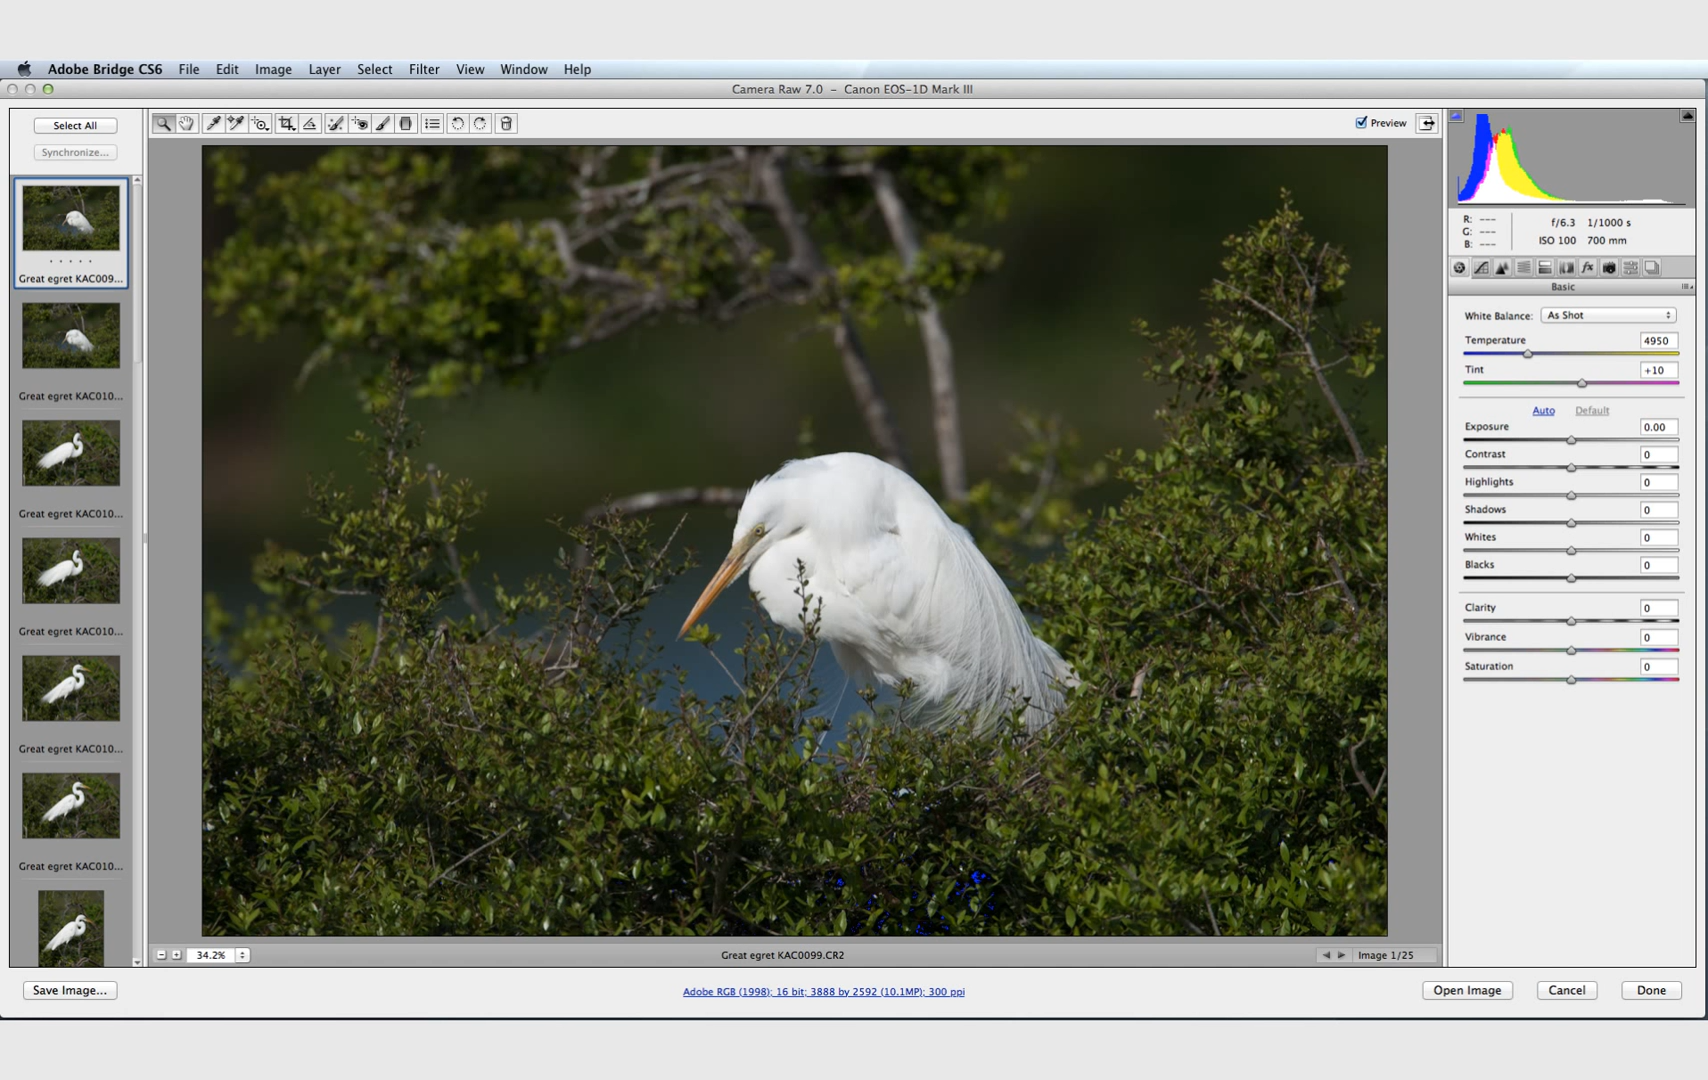 Adobe Bridge CS6 File Edit Image Layer Select Filter View Window Help
Camera Raw 7.0 – Canon EOS-1D Mark III
Select All
Synchronize...
Great egret KAC009...
Great egret KAC010...
Great egret KAC010...
Great egret KAC010...
Great egret KAC010...
Great egret KAC010...
Preview
34.2%
Great egret KAC0099.CR2
Image 1/25
R: ---
G: ---
B: ---
f/6.3 1/1000 s
ISO 100 700 mm
Basic
White Balance: As Shot
Temperature 4950
Tint +10
Auto Default
Exposure 0.00
Contrast 0
Highlights 0
Shadows 0
Whites 0
Blacks 0
Clarity 0
Vibrance 0
Saturation 0
Save Image...
Adobe RGB (1998); 16 bit; 3888 by 2592 (10.1MP); 300 ppi
Open Image
Cancel
Done